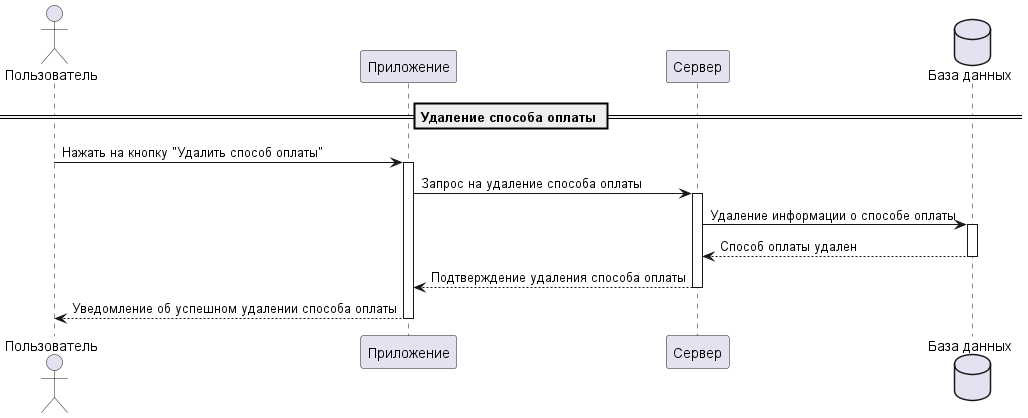 Пользователь
Приложение
Сервер
База данных
Удаление способа оплаты
Нажать на кнопку "Удалить способ оплаты"
Запрос на удаление способа оплаты
Удаление информации о способе оплаты
Способ оплаты удален
Подтверждение удаления способа оплаты
Уведомление об успешном удалении способа оплаты
Пользователь
Приложение
Сервер
База данных